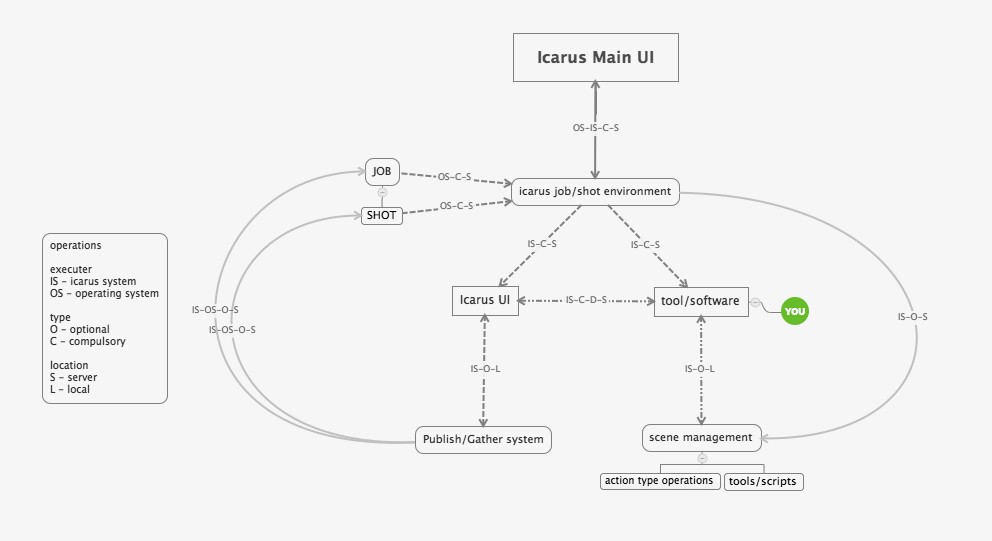 Icarus Main UI
OS-IS-C-S
JOB
OS-C-S
icarus job/shot environment
OS-C-S
SHOT
operations
executer
IS - icarus system
OS - operating system
type
O - optional
C - compulsory
location
S - server
L - local
IS-C-S
IS-C-S
Icarus UI
IS-C-D-S
tool/software
YOU
IS-OS-O-S
IS-OS-O-S
IS-O-S
IS-O-L
IS-O-L
Publish/Gather system
scene management
action type operations
tools/scripts